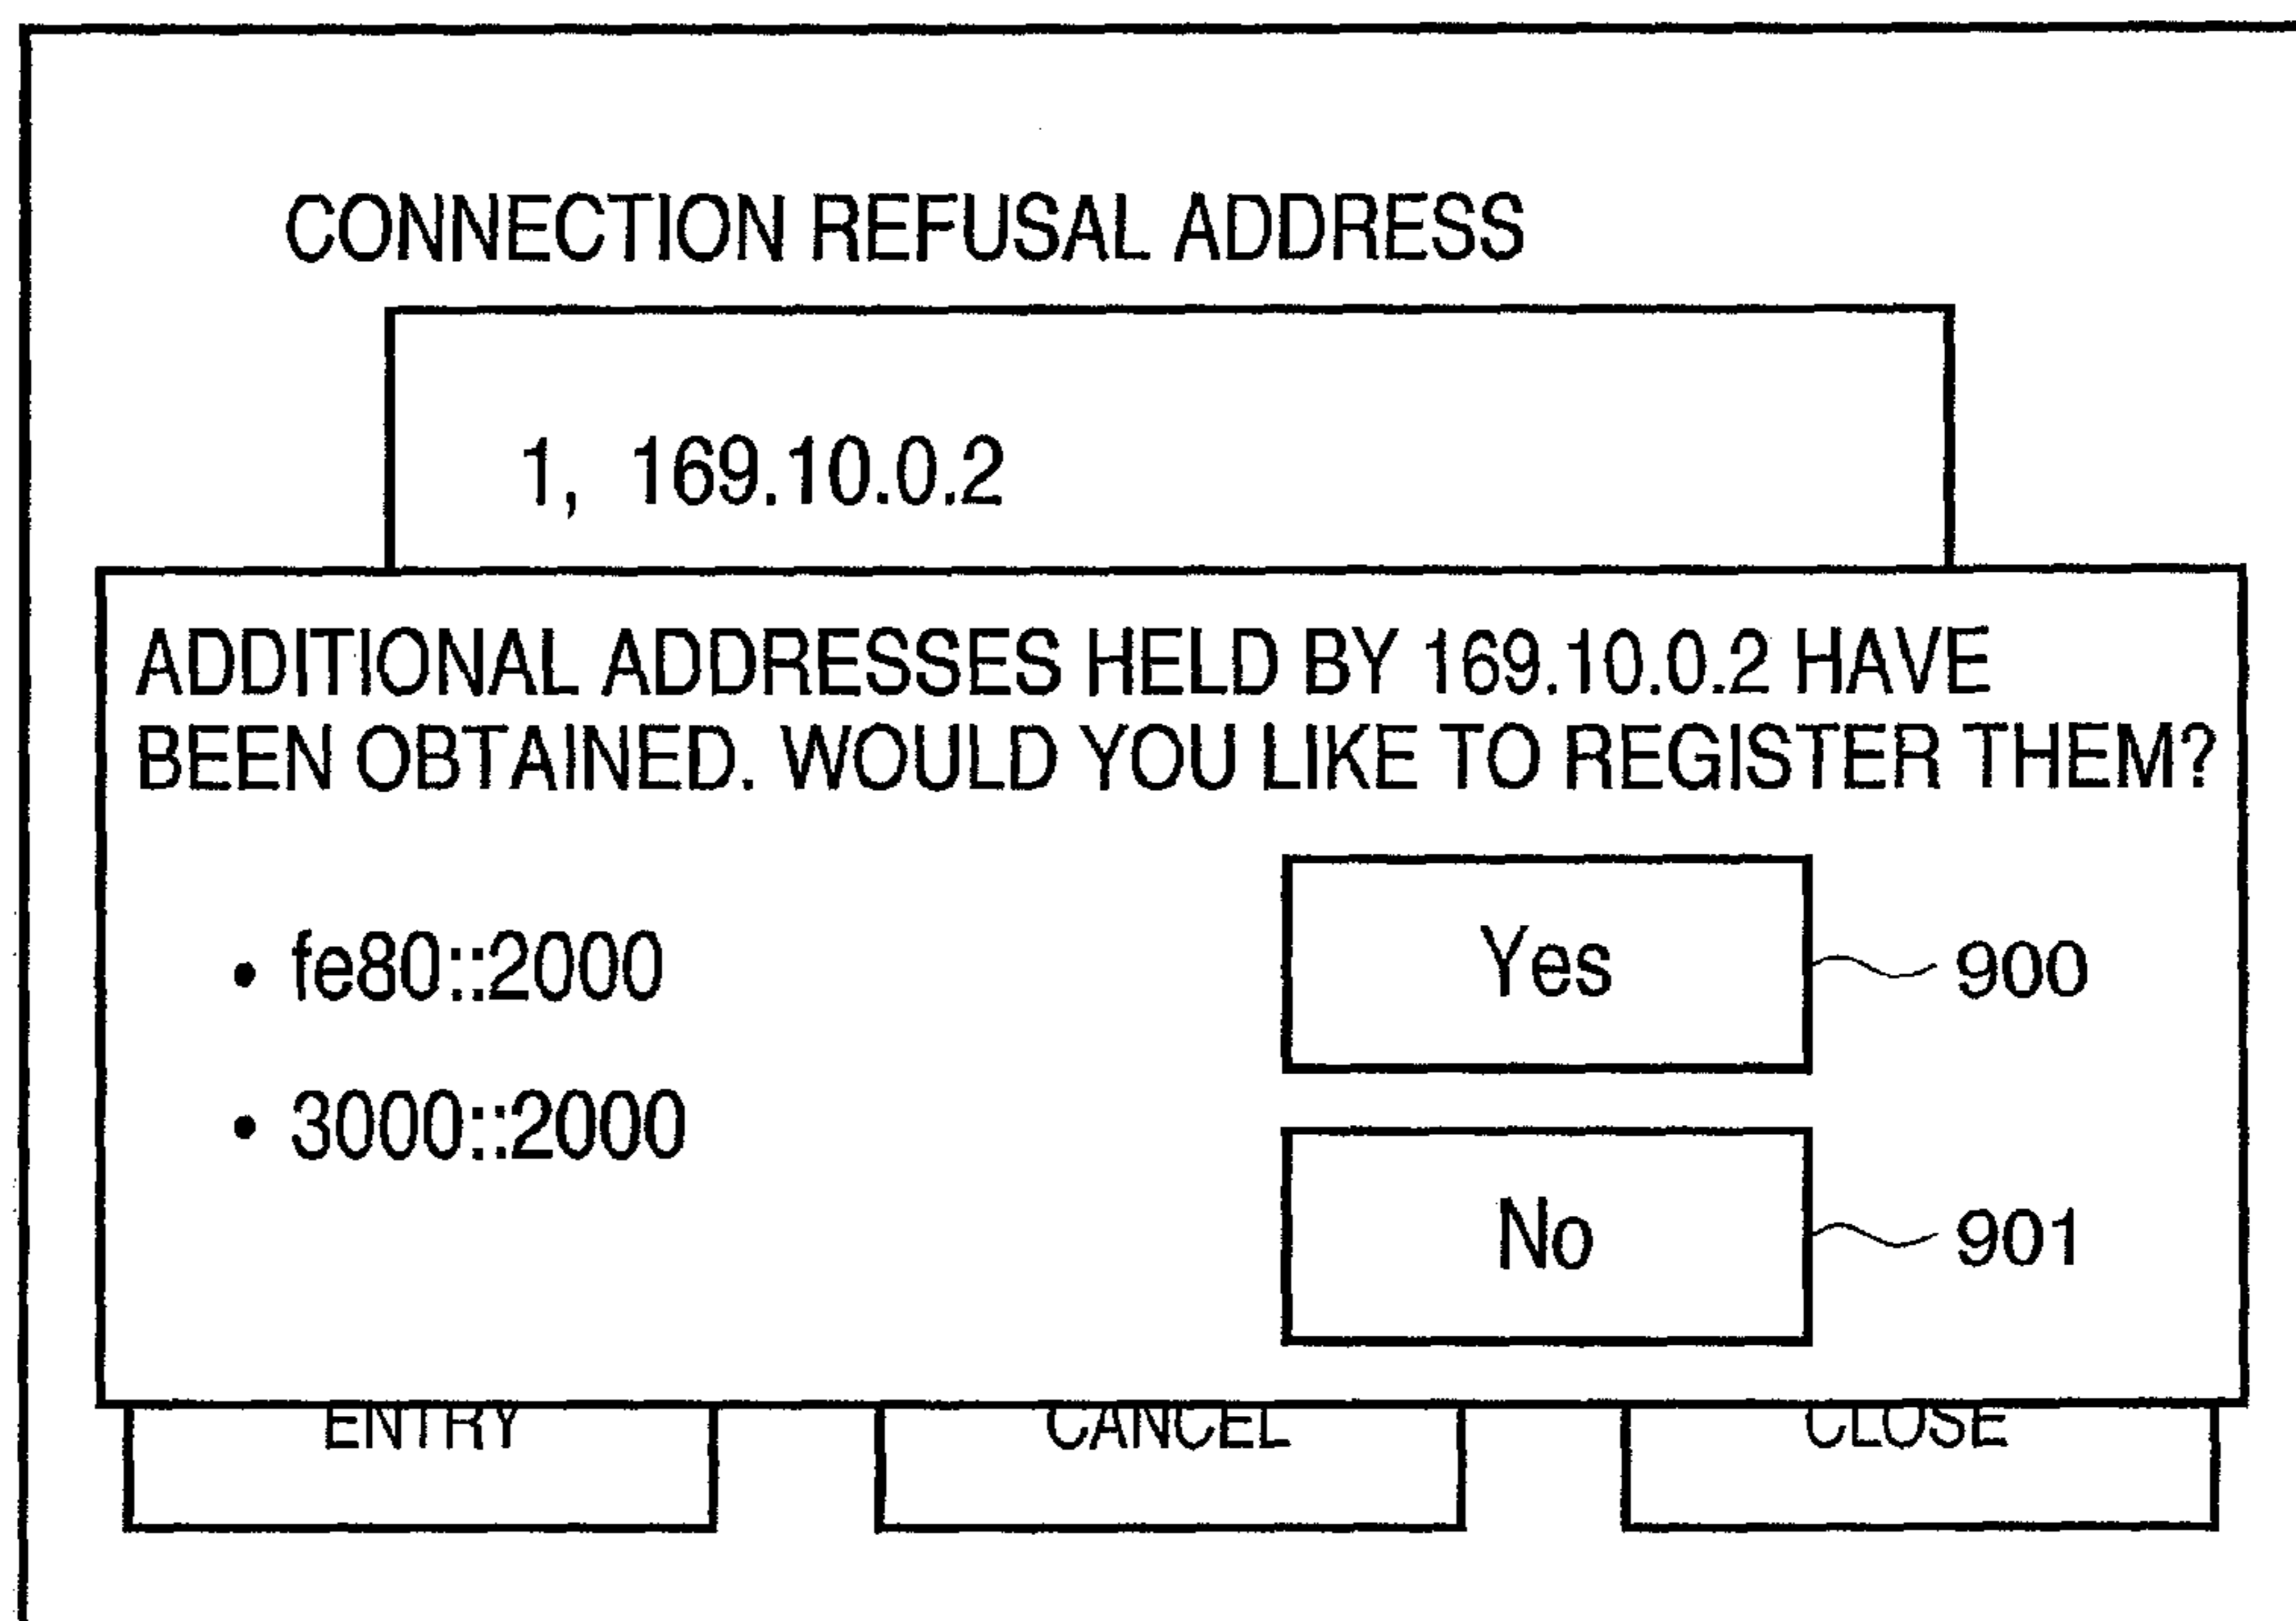 CONNECTION REFUSAL ADDRESS
1, 169.10.0.2
ADDITIONAL ADDRESSES HELD BY 169.10.0.2 HAVE
BEEN OBTAINED. WOULD YOU LIKE TO REGISTER THEM?
• fe80::2000
Yes
900
• 3000::2000
No
901
ENTRY
CANCEL
CLOSE